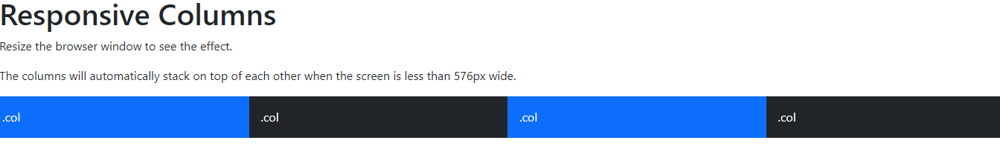 Responsive Columns
Resize the browser window to see the effect.
The columns will automatically stack on top of each other when the screen is less than 576px wide.
.col .col .col .col